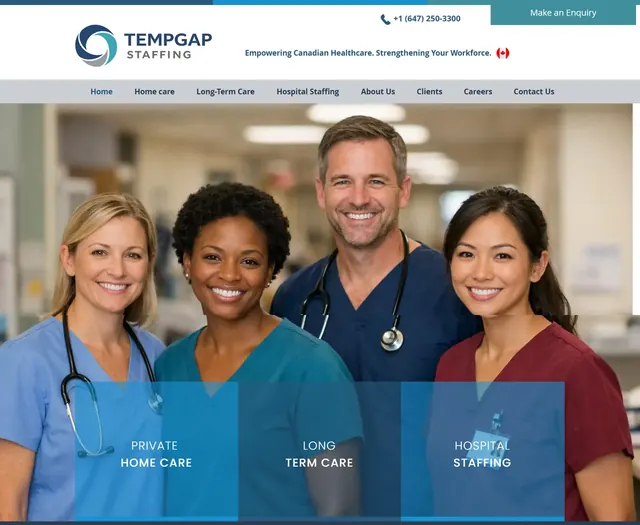 +1 (647) 250-3300
Make an Enquiry
TEMPGAP
STAFFING
Empowering Canadian Healthcare. Strengthening Your Workforce.
Home Home care Long-Term Care Hospital Staffing About Us Clients Careers Contact Us
PRIVATE
HOME CARE
LONG
TERM CARE
HOSPITAL
STAFFING